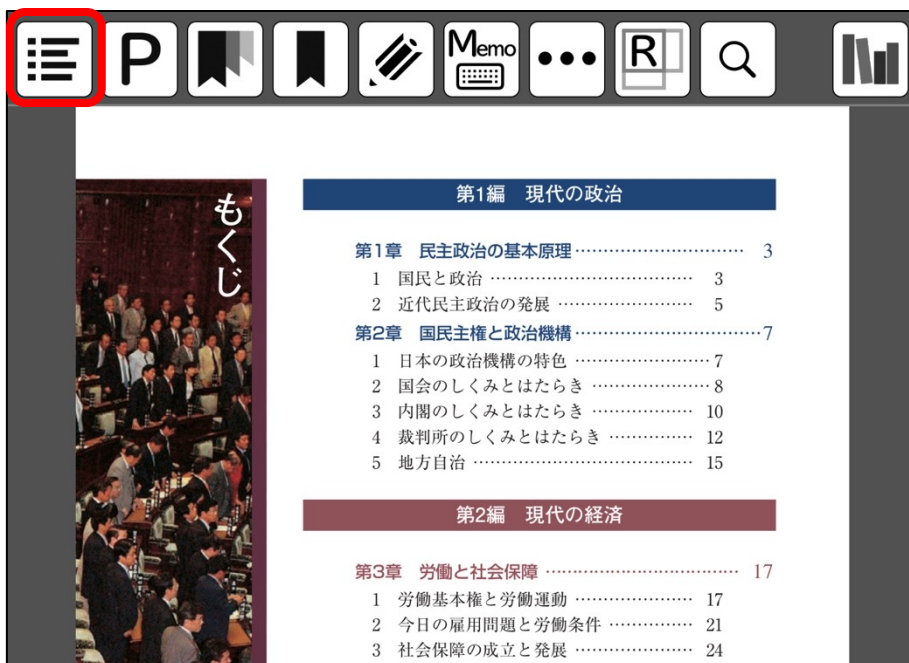 P
Memo
R
もくじ
第1編 現代の政治
第1章 民主政治の基本原理………………………… 3
1 国民と政治 ……………………………… 3
2 近代民主政治の発展 …………………… 5
第2章 国民主権と政治機構……………………………7
1 日本の政治機構の特色 ……………………7
2 国会のしくみとはたらき …………………8
3 内閣のしくみとはたらき ……………… 10
4 裁判所のしくみとはたらき …………… 12
5 地方自治 ………………………………… 15
第2編 現代の経済
第3章 労働と社会保障 ……………………………… 17
1 労働基本権と労働運動 ………………… 17
2 今日の雇用問題と労働条件 …………… 21
3 社会保障の成立と発展 ………………… 24